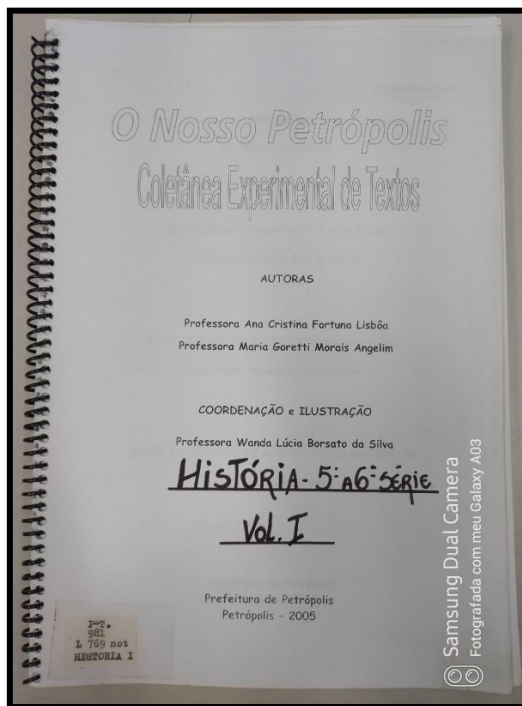 O Nosso Petrópolis
Coletânea Experimental de Textos
AUTORAS
Professora Ana Cristina Fortuna Lisbôa
Professora Maria Goretti Morais Angelim
COORDENAÇÃO e ILUSTRAÇÃO
Professora Wanda Lúcia Borsato da Silva
HISTÓRIA - 5ª a 6ª SÉRIE
Vol. I
Prefeitura de Petrópolis
Petrópolis - 2005
PeT.
981
L 769 not
HISTORIA I
Samsung Dual Camera
Fotografada com meu Galaxy A03